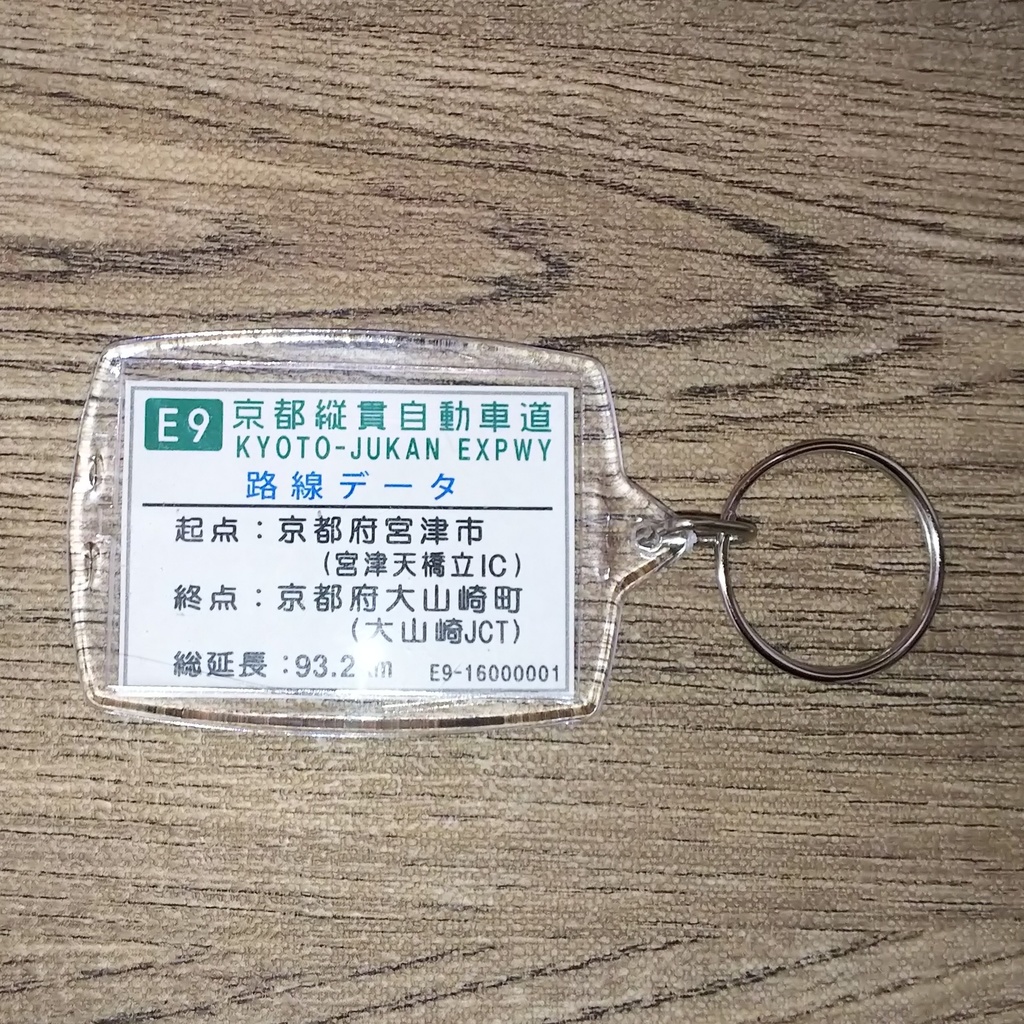 E9 京都縦貫自動車道
KYOTO-JUKAN EXPWY
路線データ
起点：京都府宮津市
(宮津天橋立IC)
終点：京都府大山崎町
(大山崎JCT)
総延長：93.2km E9-16000001